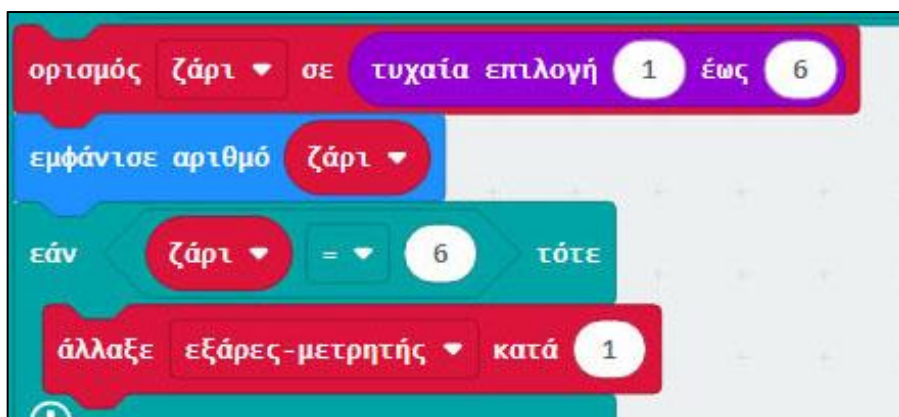 ορισμός ζάρι σε τυχαία επιλογή 1 έως 6
εμφάνισε αριθμό ζάρι
εάν ζάρι = 6 τότε
άλλαξε εξάρες-μετρητής κατά 1